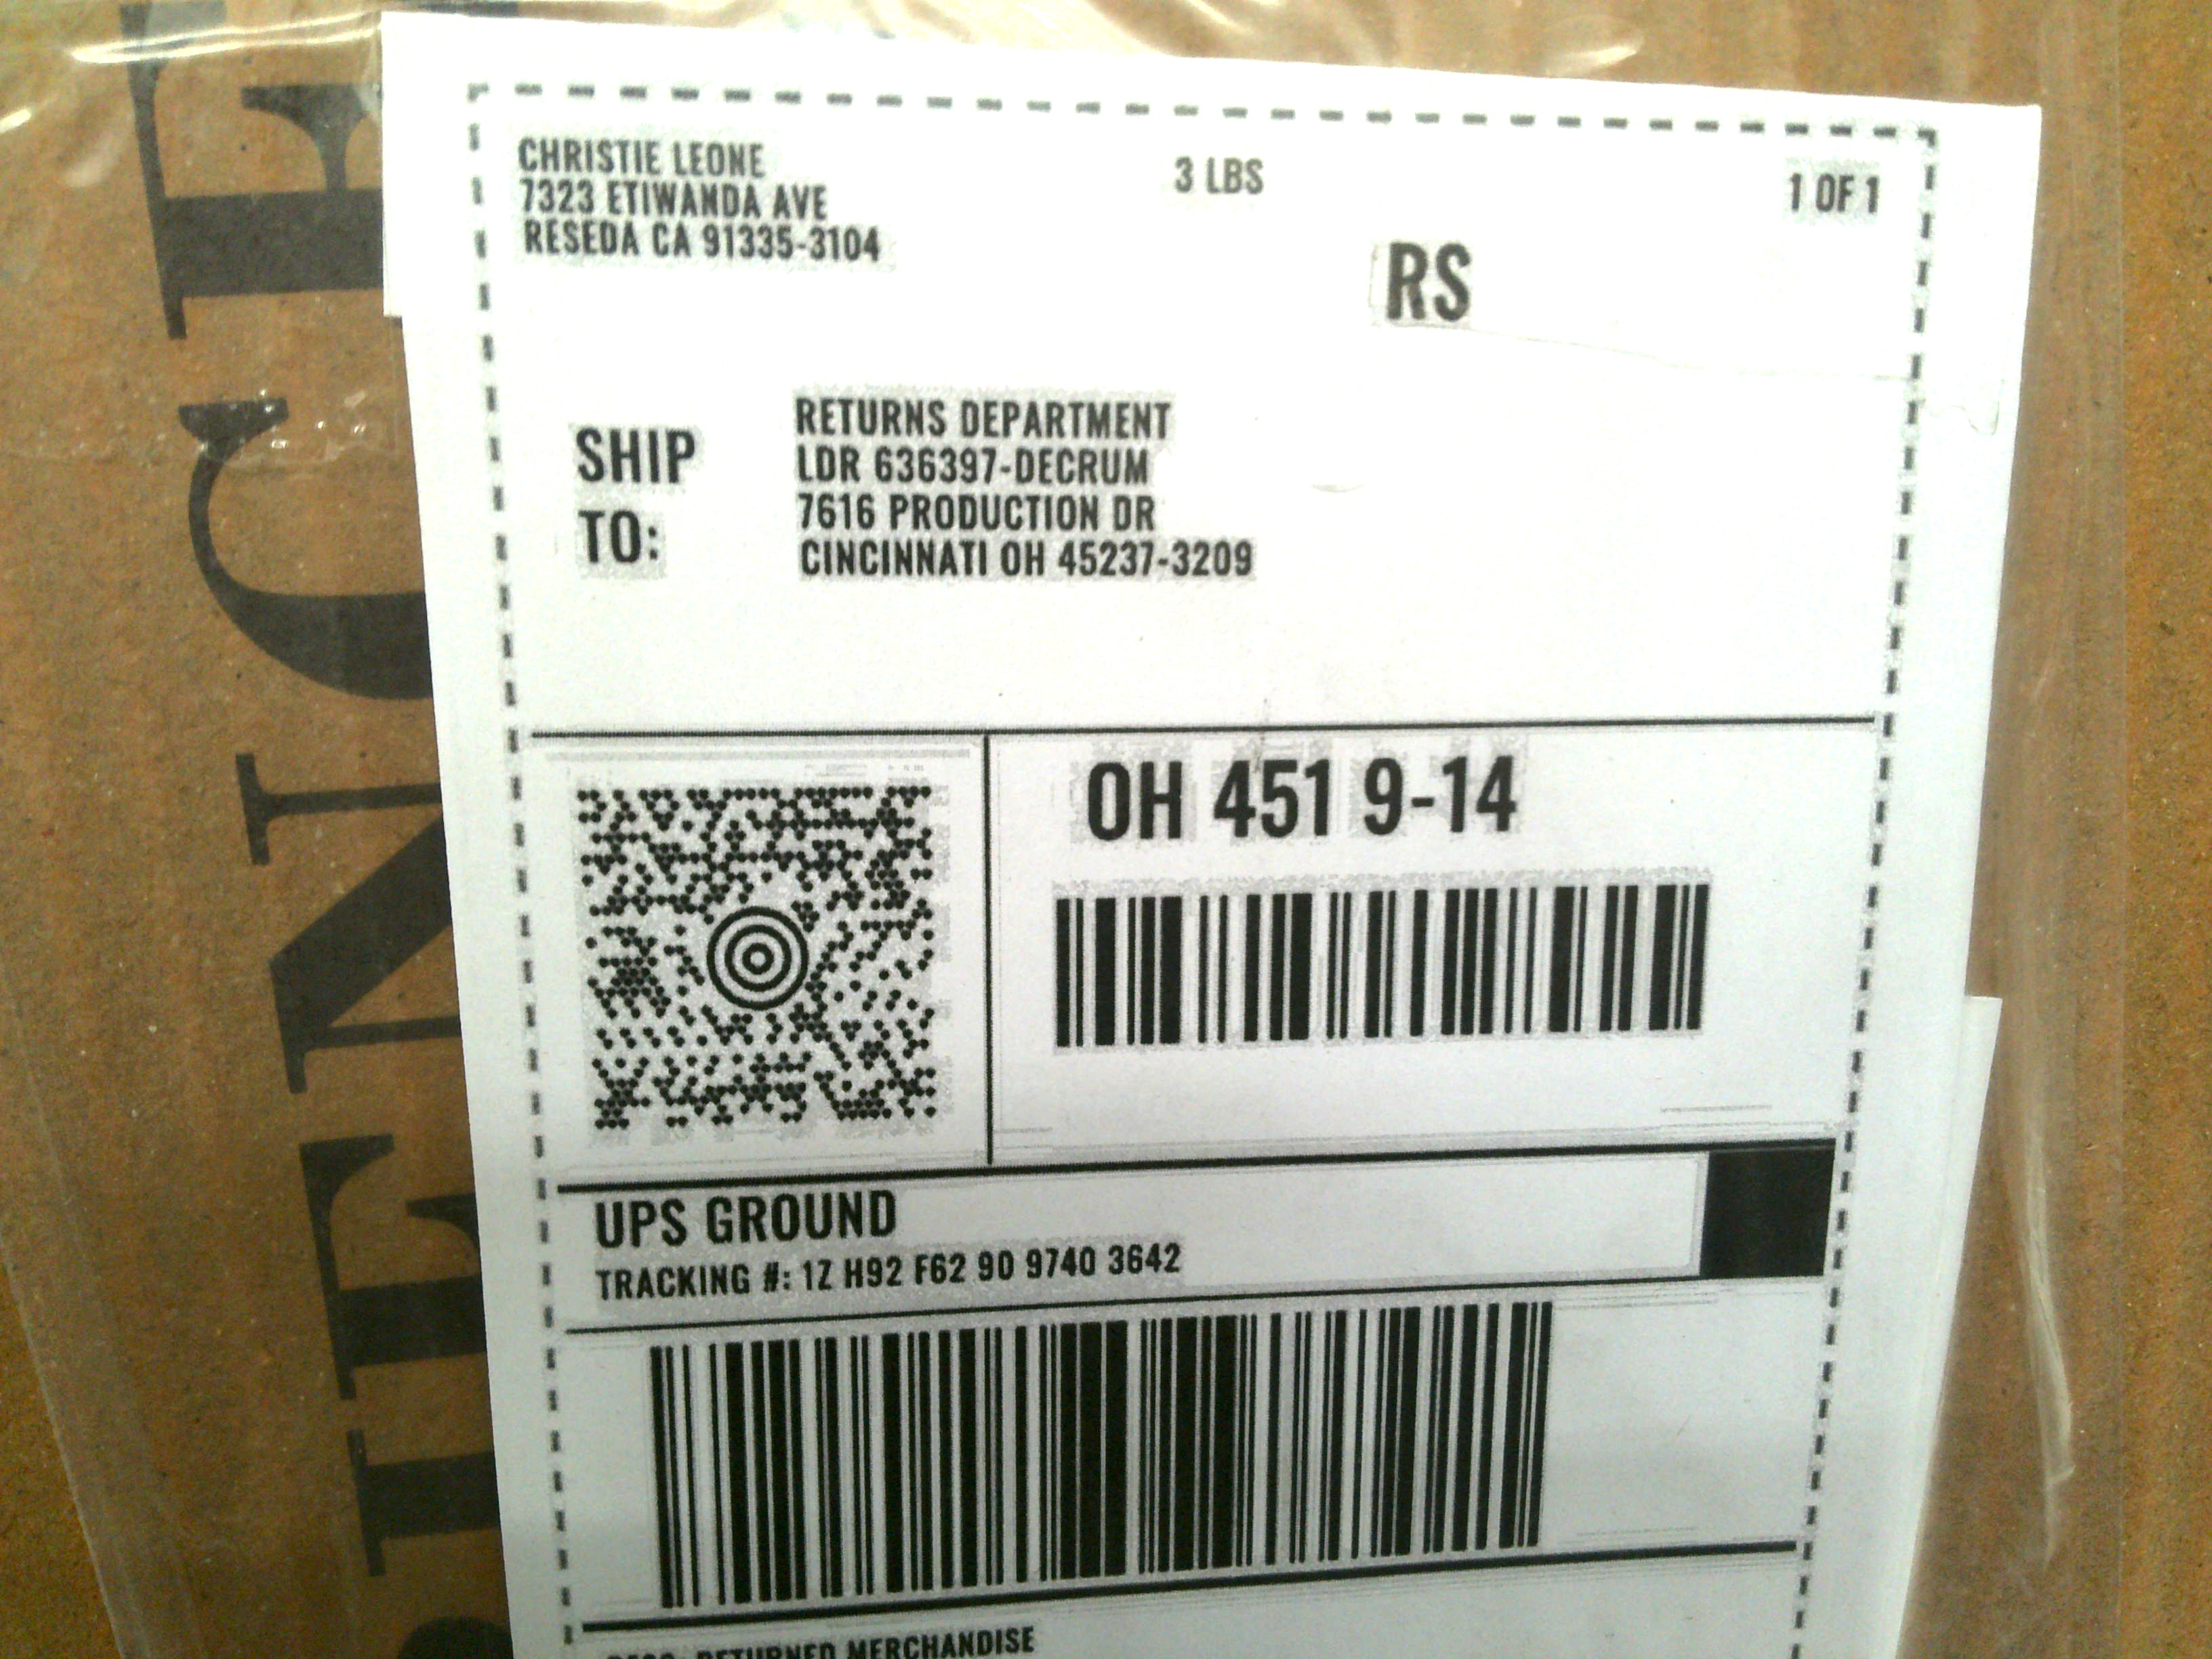 CHRISTIE LEONE
7323 ETIWANDA AVE
RESEDA CA 91335-3104
3 LBS
1 OF 1
RS
SHIP TO:
RETURNS DEPARTMENT
LDR 636397-DECRUM
7616 PRODUCTION DR
CINCINNATI OH 45237-3209
OH 451 9-14
UPS GROUND
TRACKING #: 1Z H92 F62 90 9740 3642
RETURNED MERCHANDISE